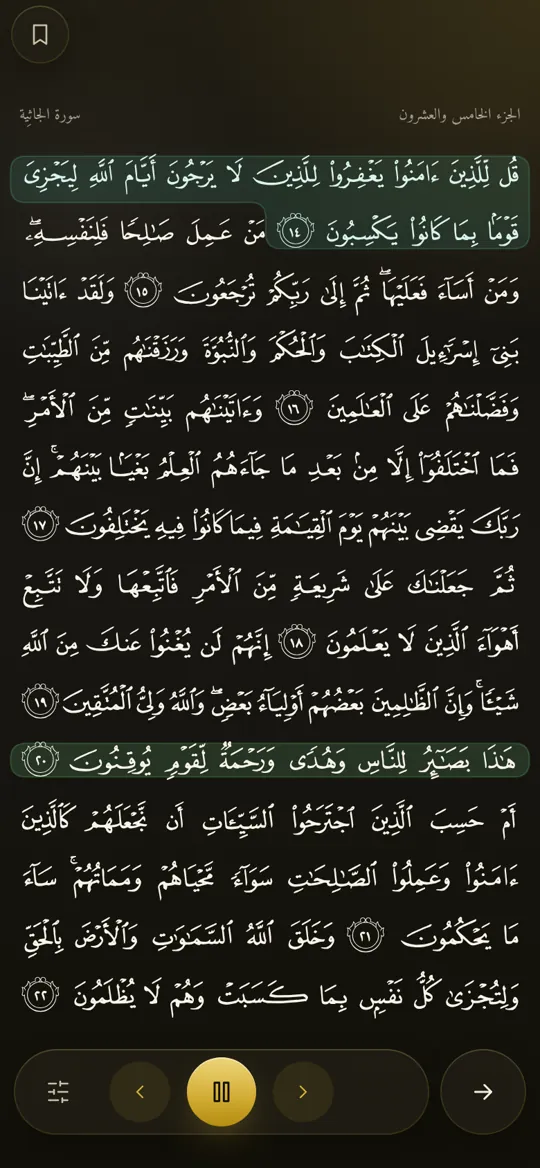 الجزء الخامس والعشرون
سورة الجاثية
قُل لِّلَّذِينَ ءَامَنُوا۟ يَغْفِرُوا۟ لِلَّذِينَ لَا يَرْجُونَ أَيَّامَ ٱللَّهِ لِيَجْزِىَ
قَوْمًۢا بِمَا كَانُوا۟ يَكْسِبُونَ ١٤ مَنْ عَمِلَ صَـٰلِحًا فَلِنَفْسِهِۦ ۖ
وَمَنْ أَسَآءَ فَعَلَيْهَا ۖ ثُمَّ إِلَىٰ رَبِّكُمْ تُرْجَعُونَ ١٥ وَلَقَدْ ءَاتَيْنَا
بَنِىٓ إِسْرَٰٓءِيلَ ٱلْكِتَـٰبَ وَٱلْحُكْمَ وَٱلنُّبُوَّةَ وَرَزَقْنَـٰهُم مِّنَ ٱلطَّيِّبَـٰتِ
وَفَضَّلْنَـٰهُمْ عَلَى ٱلْعَـٰلَمِينَ ١٦ وَءَاتَيْنَـٰهُم بَيِّنَـٰتٍ مِّنَ ٱلْأَمْرِ ۖ
فَمَا ٱخْتَلَفُوٓا۟ إِلَّا مِنۢ بَعْدِ مَا جَآءَهُمُ ٱلْعِلْمُ بَغْيًۢا بَيْنَهُمْ ۚ إِنَّ
رَبَّكَ يَقْضِى بَيْنَهُمْ يَوْمَ ٱلْقِيَـٰمَةِ فِيمَا كَانُوا۟ فِيهِ يَخْتَلِفُونَ ١٧
ثُمَّ جَعَلْنَـٰكَ عَلَىٰ شَرِيعَةٍ مِّنَ ٱلْأَمْرِ فَٱتَّبِعْهَا وَلَا تَتَّبِعْ
أَهْوَآءَ ٱلَّذِينَ لَا يَعْلَمُونَ ١٨ إِنَّهُمْ لَن يُغْنُوا۟ عَنكَ مِنَ ٱللَّهِ
شَيْـًٔا ۚ وَإِنَّ ٱلظَّـٰلِمِينَ بَعْضُهُمْ أَوْلِيَآءُ بَعْضٍ ۖ وَٱللَّهُ وَلِىُّ ٱلْمُتَّقِينَ ١٩
هَـٰذَا بَصَـٰٓئِرُ لِلنَّاسِ وَهُدًى وَرَحْمَةٌ لِّقَوْمٍ يُوقِنُونَ ٢٠
أَمْ حَسِبَ ٱلَّذِينَ ٱجْتَرَحُوا۟ ٱلسَّيِّـَٔاتِ أَن نَّجْعَلَهُمْ كَٱلَّذِينَ
ءَامَنُوا۟ وَعَمِلُوا۟ ٱلصَّـٰلِحَـٰتِ سَوَآءً مَّحْيَاهُمْ وَمَمَاتُهُمْ ۚ سَآءَ
مَا يَحْكُمُونَ ٢١ وَخَلَقَ ٱللَّهُ ٱلسَّمَـٰوَٰتِ وَٱلْأَرْضَ بِٱلْحَقِّ
وَلِتُجْزَىٰ كُلُّ نَفْسٍۭ بِمَا كَسَبَتْ وَهُمْ لَا يُظْلَمُونَ ٢٢